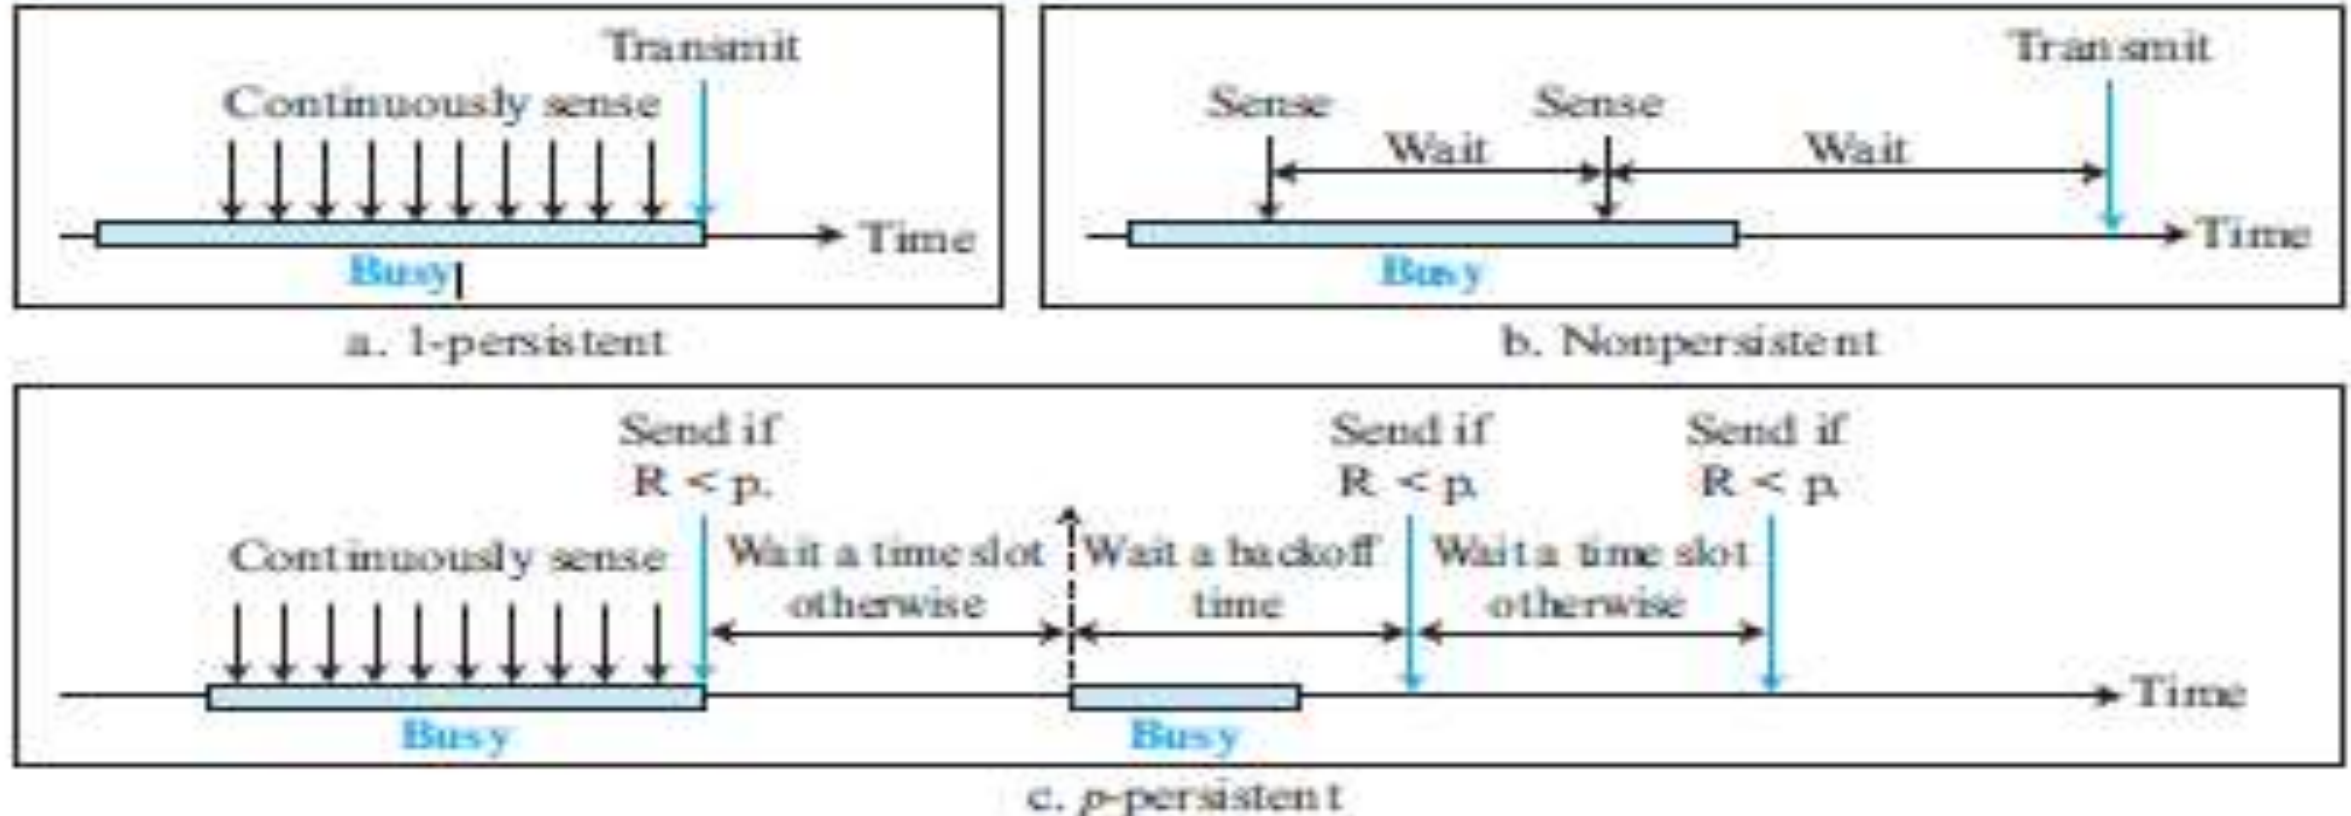 Transmit
Continuously sense
Time
Busy
a. 1-persistent
Transmit
Sense Sense
Wait Wait
Time
Busy
b. Nonpersistent
Send if
R < p.
Send if
R < p.
Send if
R < p.
Continuously sense
Wait a time slot
otherwise
Wait a backoff
time
Wait a time slot
otherwise
Time
Busy
Busy
c. p-persistent